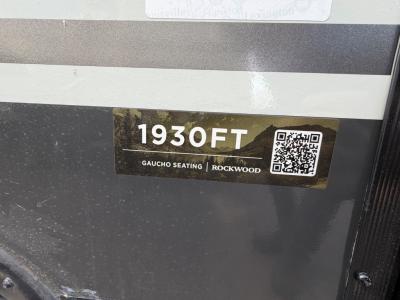 1930FT
GAUCHO SEATING | ROCKWOOD